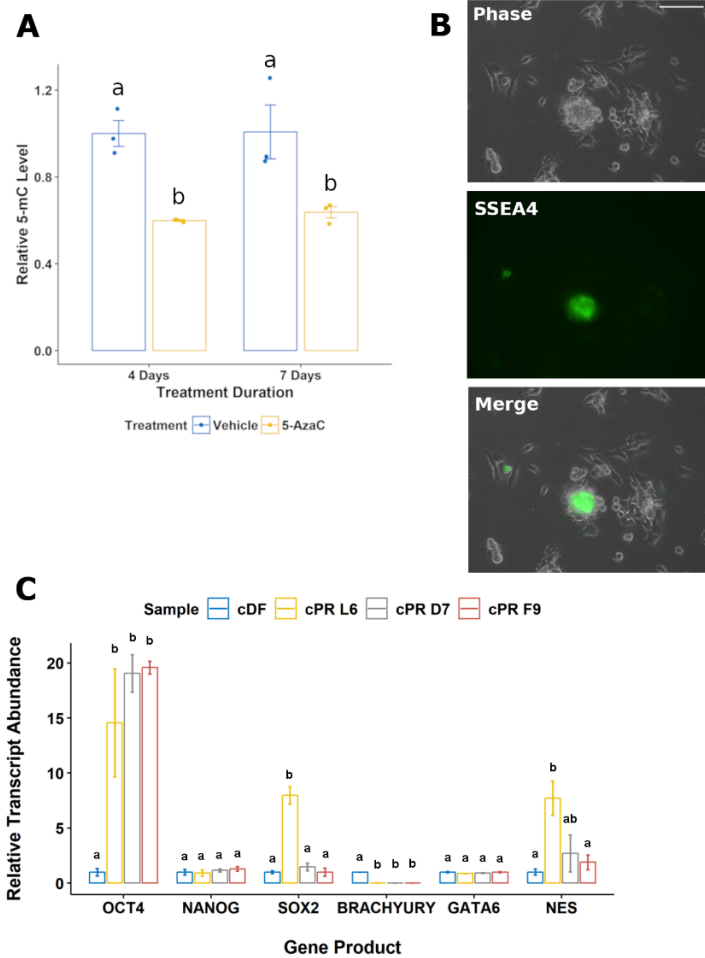 A
a
a
b
b
1.2
0.8
0.4
0.0
Relative 5-mC Level
4 Days
7 Days
Treatment Duration
Treatment Vehicle 5-AzaC
B
Phase
SSEA4
Merge
C
Sample cDF cPR L6 cPR D7 cPR F9
Relative Transcript Abundance
20
15
10
5
0
a b b b
a a a a
a b a a
a b b b
a a a a
a b ab a
OCT4 NANOG SOX2 BRACHYURY GATA6 NES
Gene Product